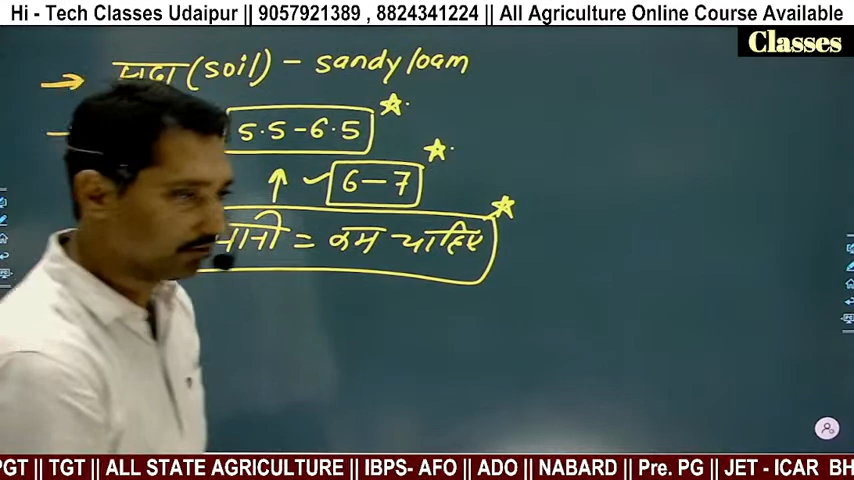 Hi - Tech Classes Udaipur || 9057921389 , 8824341224 || All Agriculture Online Course Available
Classes
मृदा (soil) - sandy loam
5.5-6.5
6-7
पानी = कम चाहिए
PGT || TGT || ALL STATE AGRICULTURE || IBPS- AFO || ADO || NABARD || Pre. PG || JET - ICAR BH